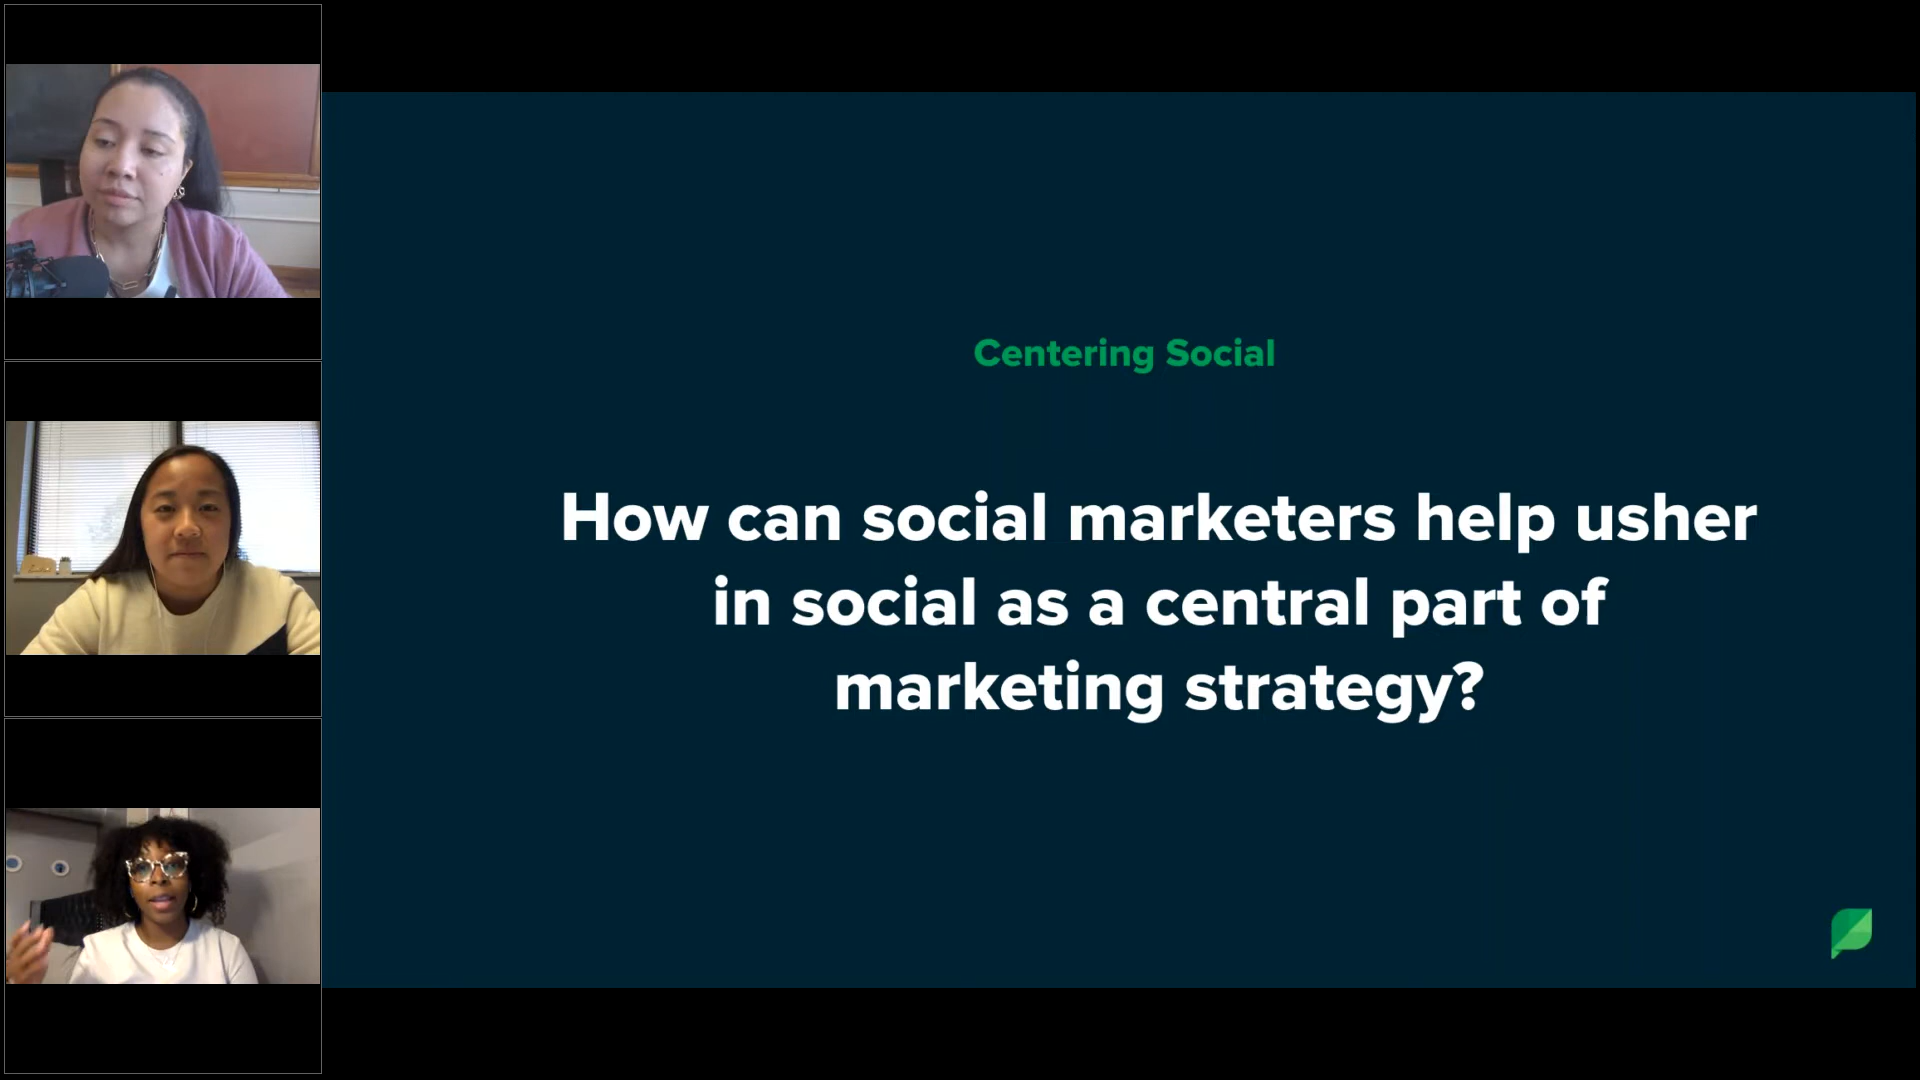 Centering Social
How can social marketers help usher
in social as a central part of
marketing strategy?